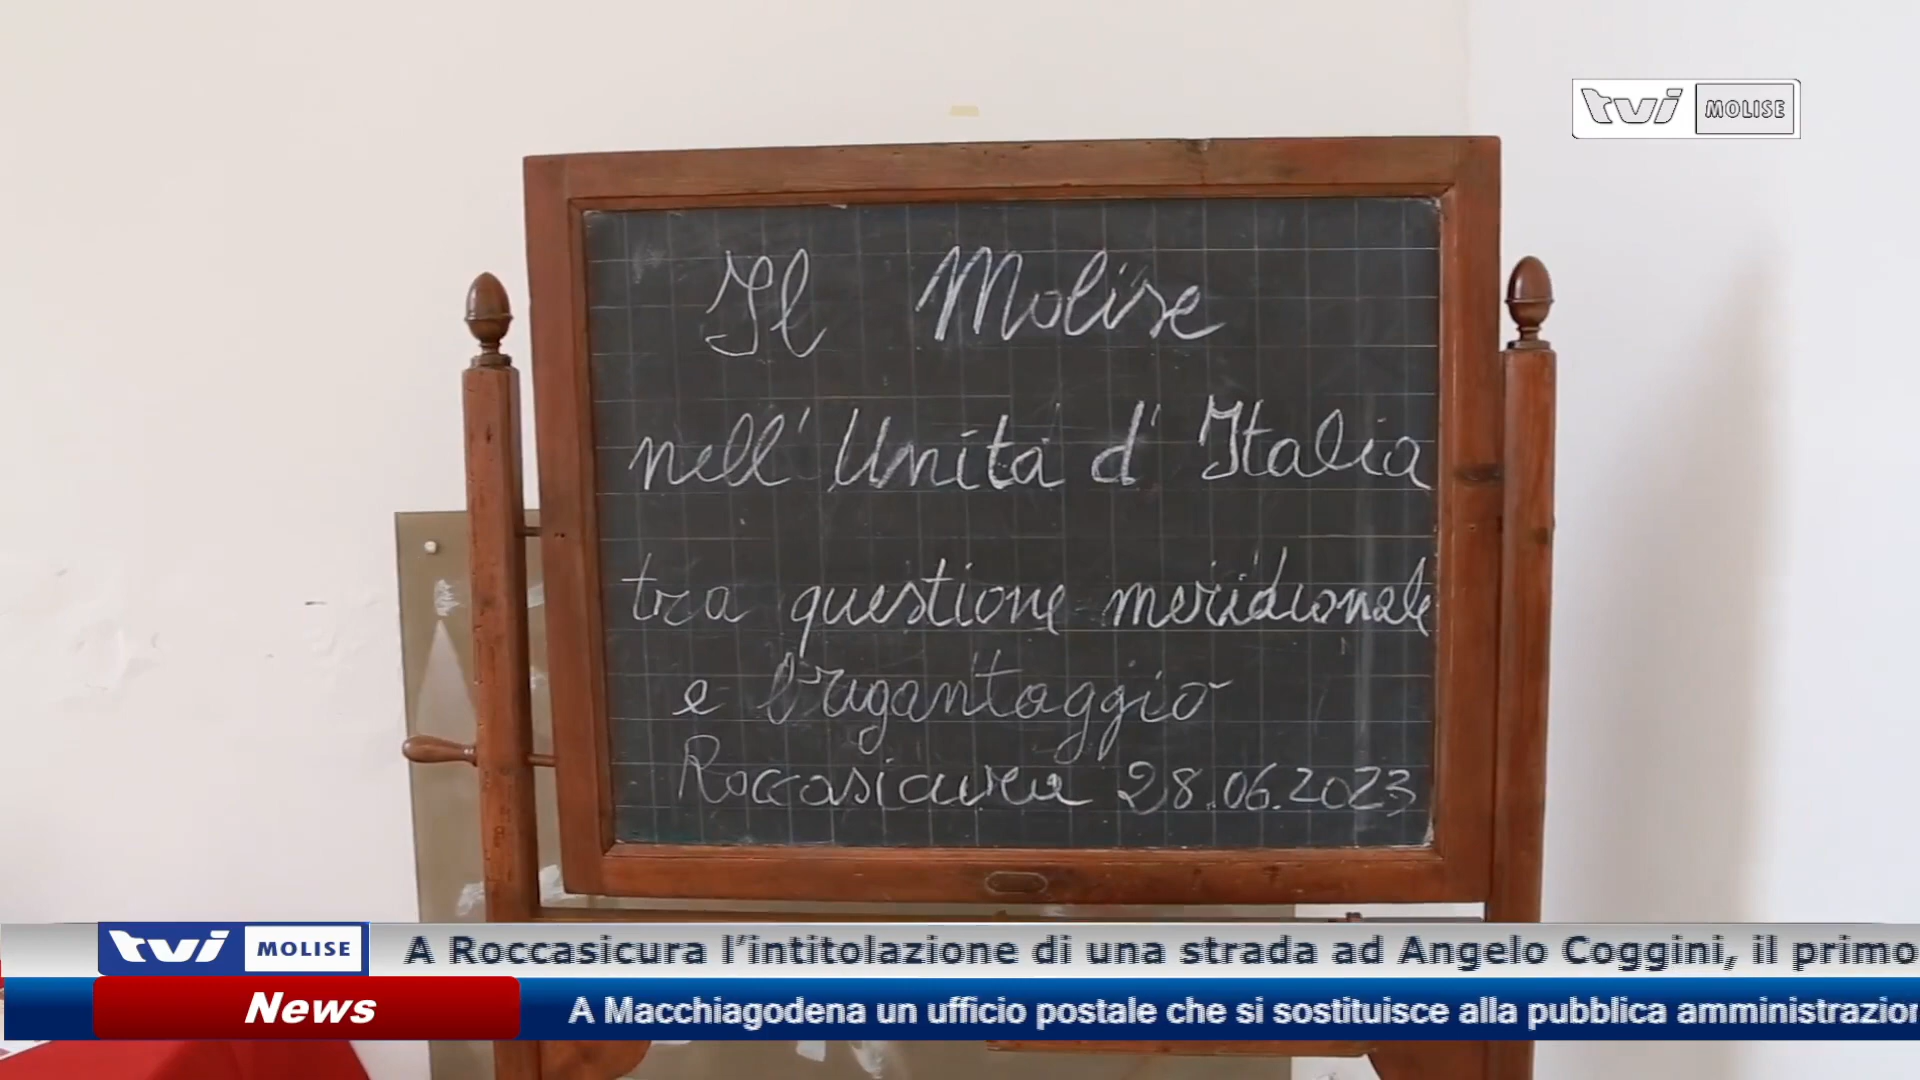 tvi MOLISE
Il Molise
nell'Unità d'Italia
tra questione meridionale
e brigantaggio
Roccasicura 28.06.2023
tvi MOLISE A Roccasicura l’intitolazione di una strada ad Angelo Coggini, il primo
News A Macchiagodena un ufficio postale che si sostituisce alla pubblica amministrazion